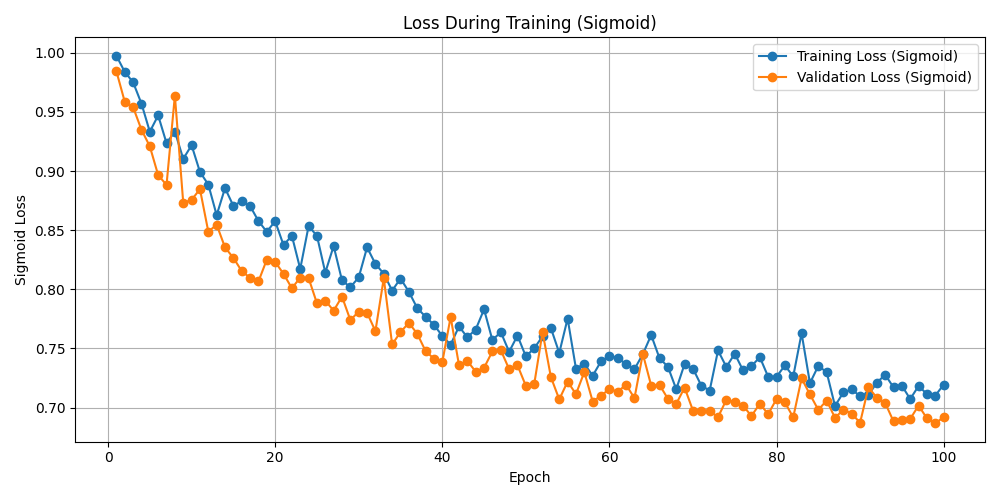 Loss During Training (Sigmoid)
Training Loss (Sigmoid)
Validation Loss (Sigmoid)
Sigmoid Loss
1.00
0.95
0.90
0.85
0.80
0.75
0.70
0 20 40 60 80 100
Epoch